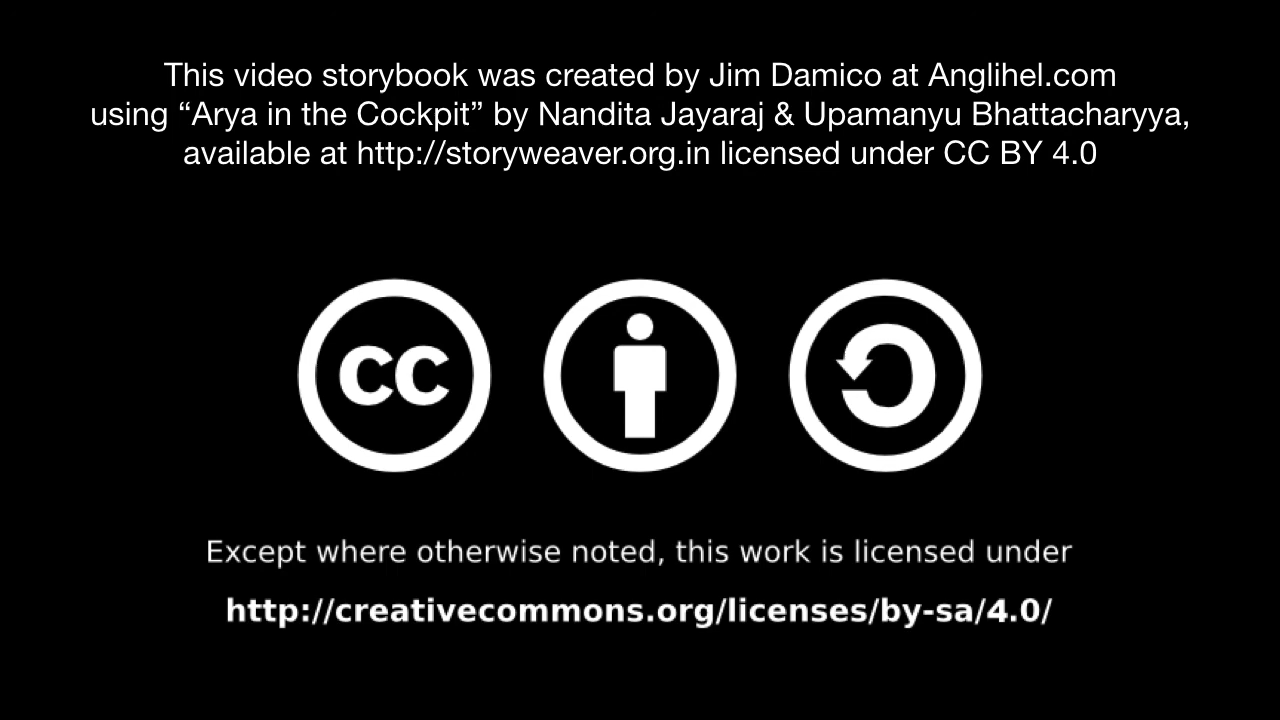 This video storybook was created by Jim Damico at Anglihel.com
using “Arya in the Cockpit” by Nandita Jayaraj & Upamanyu Bhattacharyya,
available at http://storyweaver.org.in licensed under CC BY 4.0
cc
Except where otherwise noted, this work is licensed under
http://creativecommons.org/licenses/by-sa/4.0/